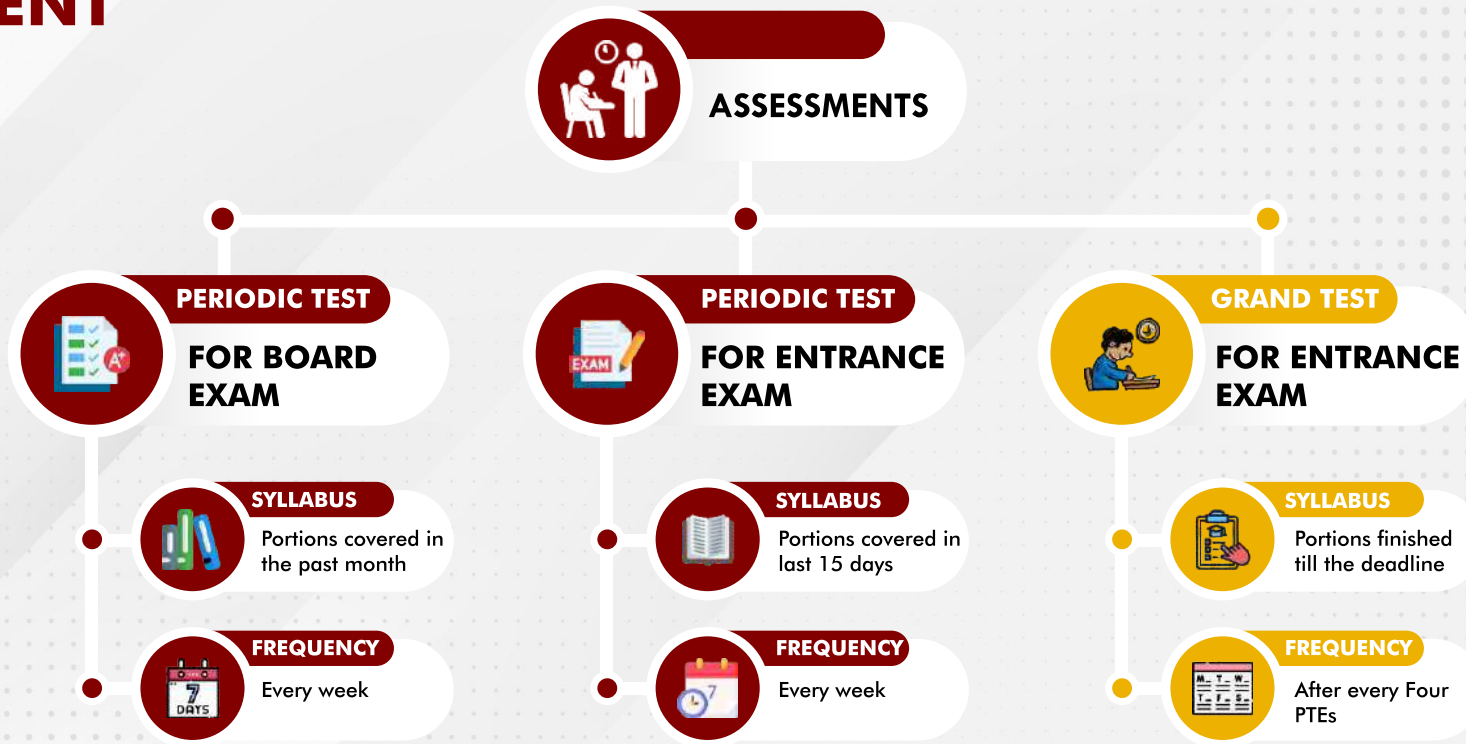 ASSESSMENTS
PERIODIC TEST
FOR BOARD
EXAM
SYLLABUS
Portions covered in
the past month
FREQUENCY
7
DAYS
Every week
PERIODIC TEST
EXAM
FOR ENTRANCE
EXAM
SYLLABUS
Portions covered in
last 15 days
FREQUENCY
7
Every week
GRAND TEST
FOR ENTRANCE
EXAM
SYLLABUS
Portions finished
till the deadline
FREQUENCY
M T W
T F S
After every Four
PTEs
A+